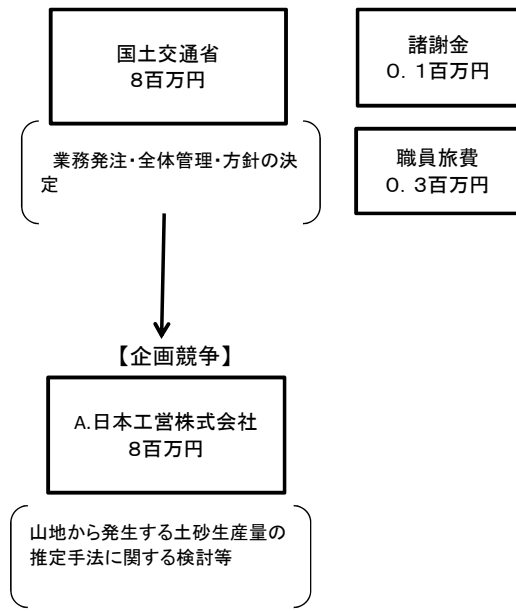 国土交通省
８百万円
諸謝金
０．１百万円
業務発注・全体管理・方針の決
定
職員旅費
０．３百万円
【企画競争】
A.日本工営株式会社
８百万円
山地から発生する土砂生産量の
推定手法に関する検討等